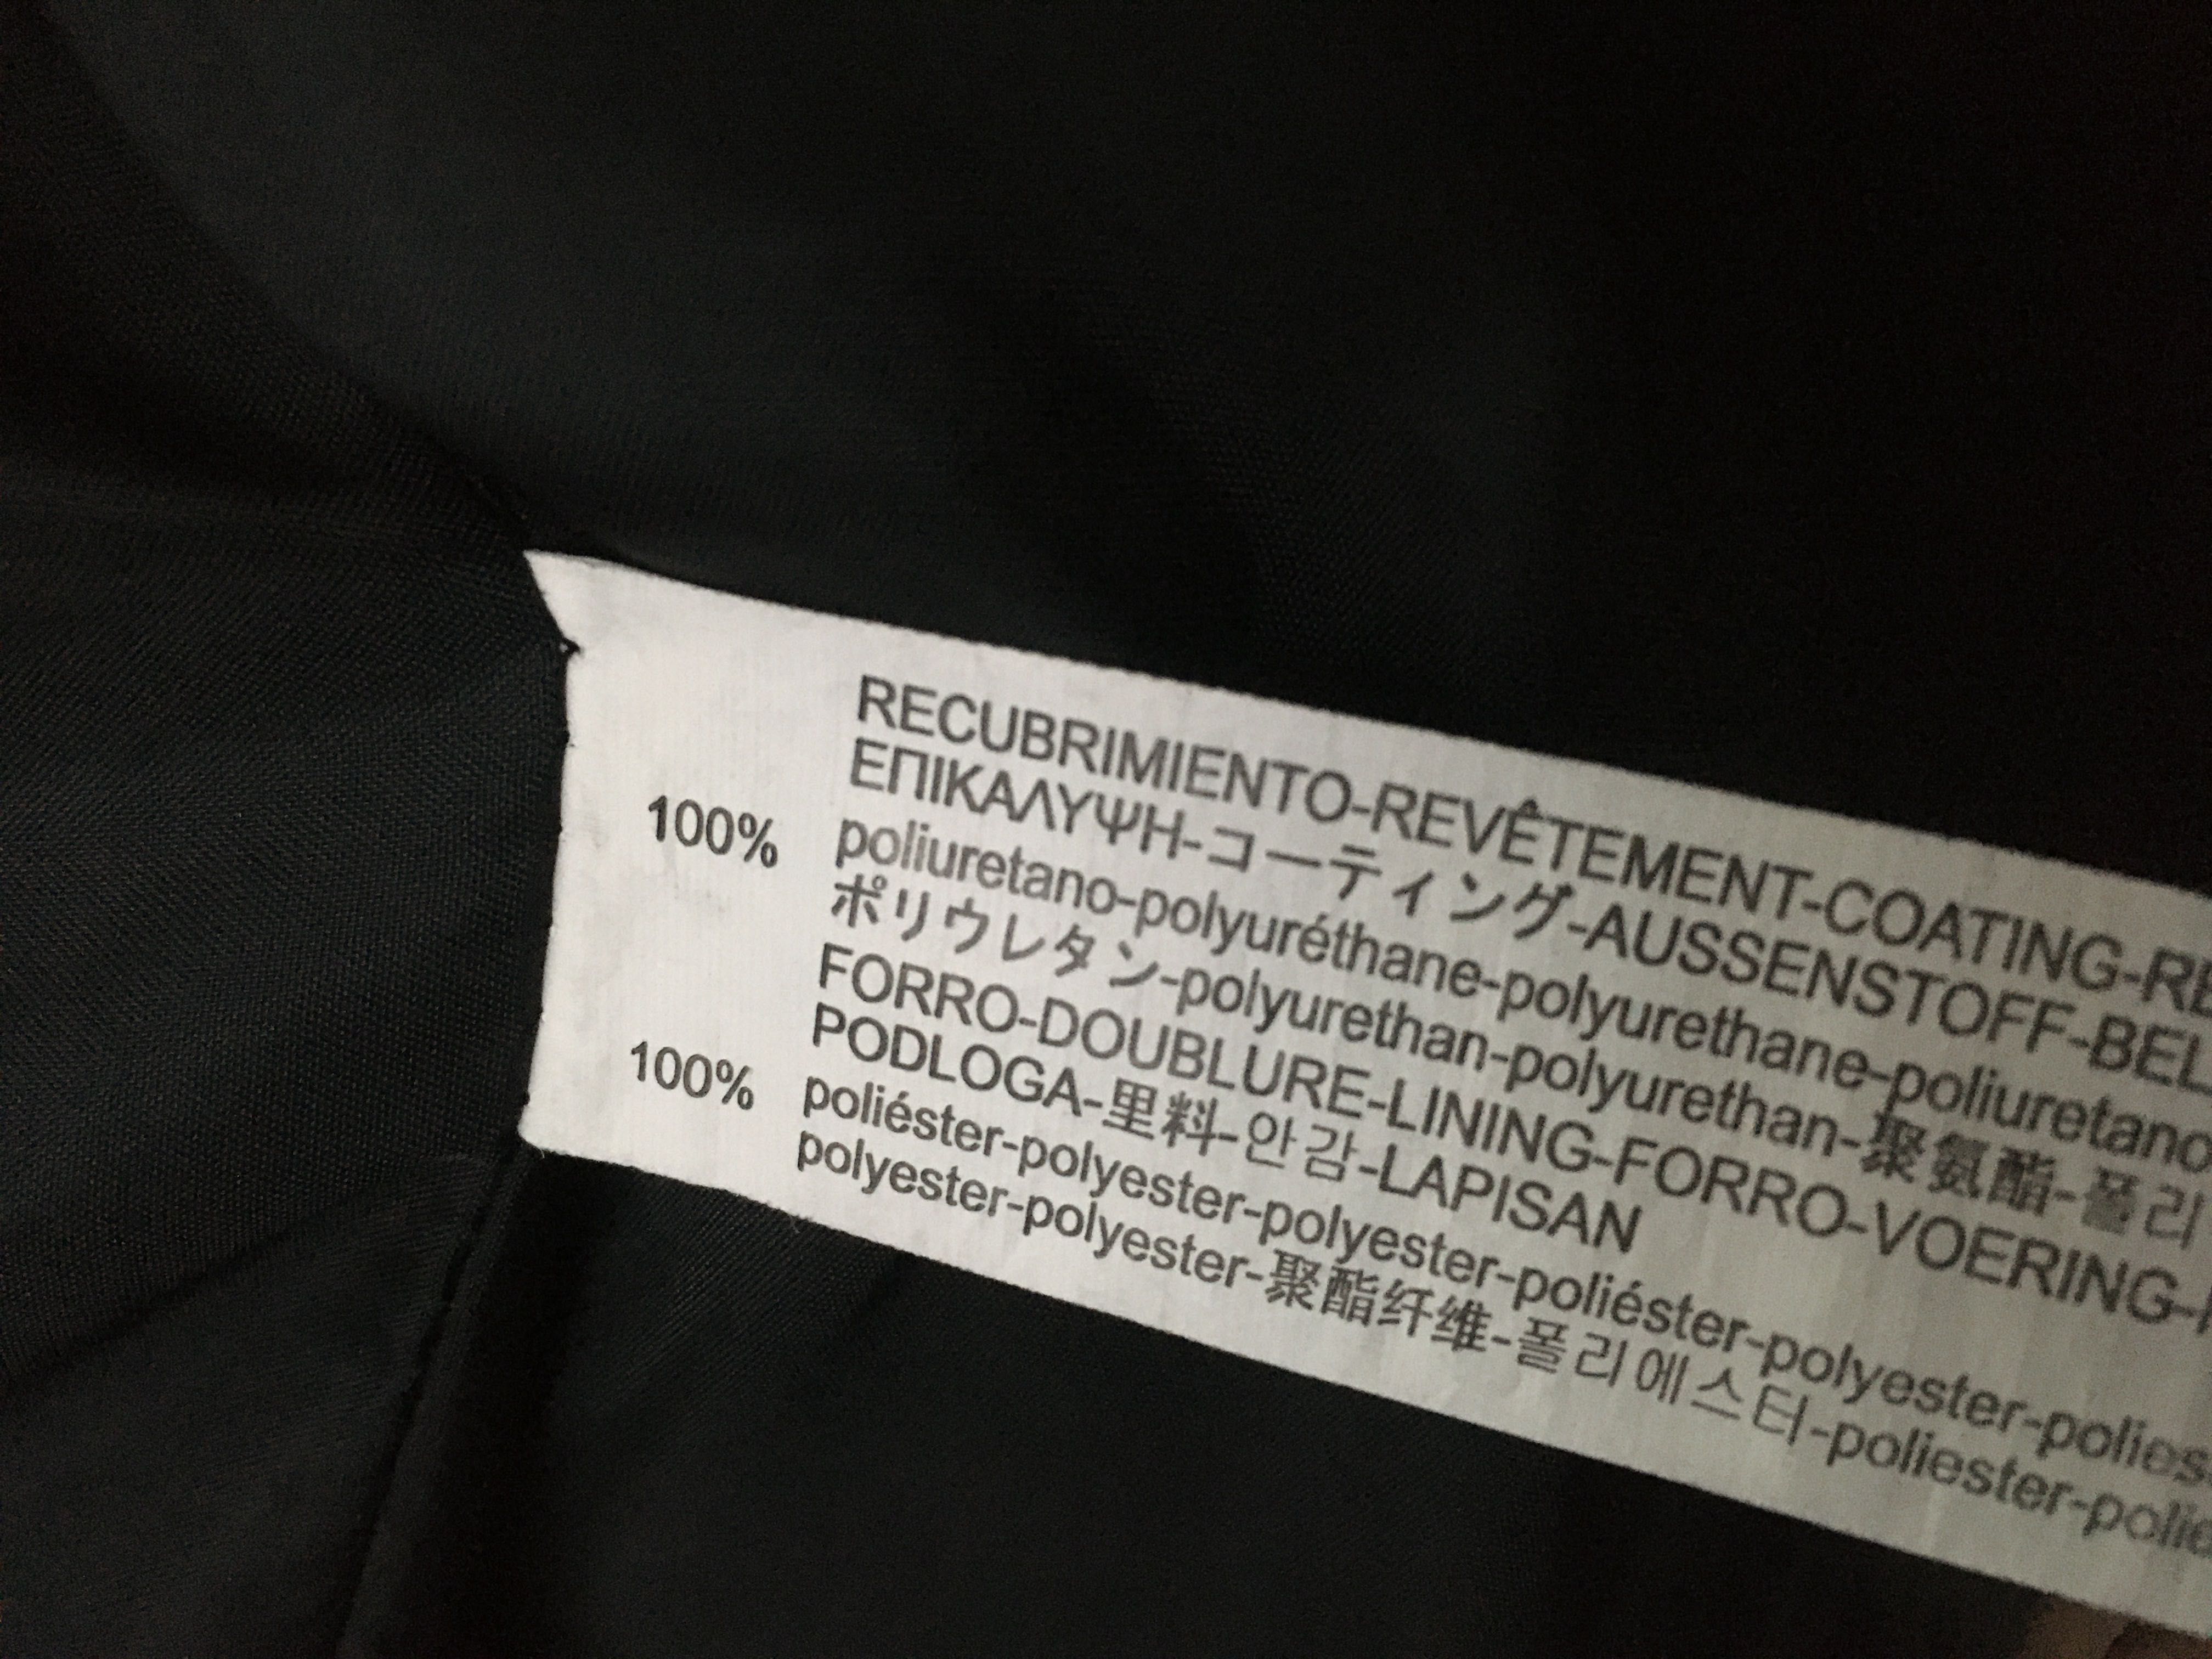 RECUBRIMIENTO-REVÊTEMENT-COATING-
ΕΠΙΚΑΛΥΨΗ-コーティング-AUSSENSTOFF-
100% poliuretano-polyuréthane-polyurethane-poliuretano
ポリウレタン-polyurethan-polyurethan-聚氨酯-폴리
FORRO-DOUBLURE-LINING-FORRO-VOERING-
PODLOGA-里料-안감-LAPISAN
100% poliéster-polyester-polyester-poliéster-polyester-
polyester-polyester-聚酯纤维-폴리에스터-poliester-